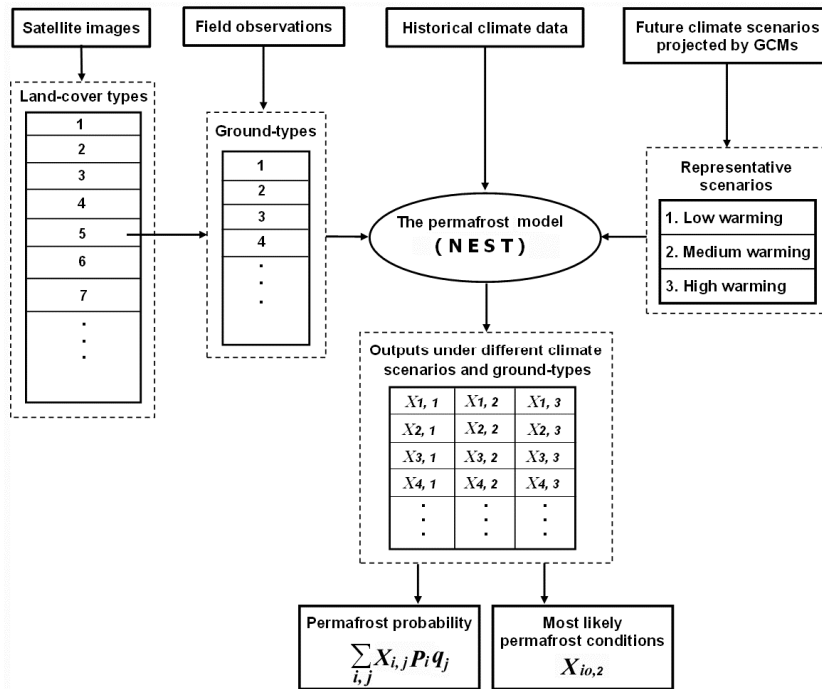 Satellite images
Field observations
Historical climate data
Future climate scenarios
projected by GCMs
Land-cover types
1
2
3
4
5
6
7
.
.
.
Ground-types
1
2
3
4
.
.
.
The permafrost model
(NEST)
Representative
scenarios
1. Low warming
2. Medium warming
3. High warming
Outputs under different climate
scenarios and ground-types
X1, 1 X1, 2 X1, 3
X2, 1 X2, 2 X2, 3
X3, 1 X3, 2 X3, 3
X4, 1 X4, 2 X4, 3
. . .
. . .
. . .
Permafrost probability
∑ Xi, j Pi qj
i, j
Most likely
permafrost conditions
Xio,2